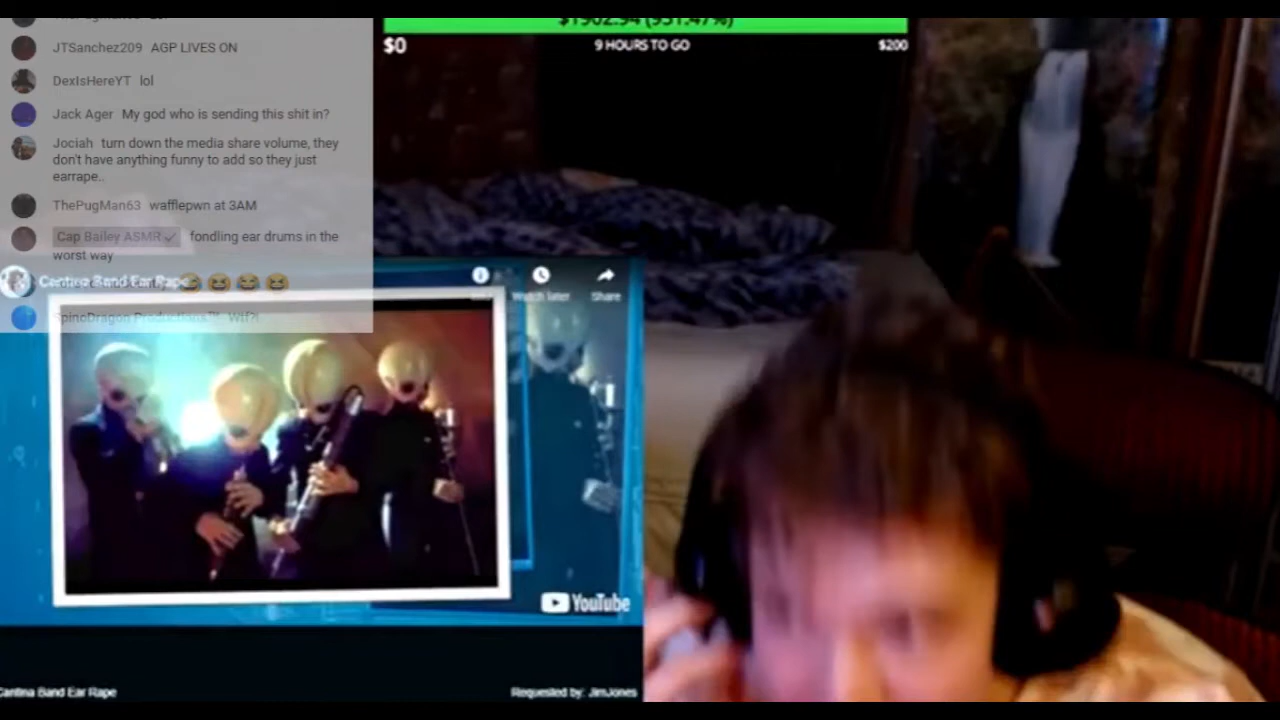 $1902.94 (951.47%)
$0
9 HOURS TO GO
$200
JTSanchez209 AGP LIVES ON
DexIsHereYT lol
Jack Ager My god who is sending this shit in?
Jociah turn down the media share volume, they
don't have anything funny to add so they just
earrape..
ThePugMan63 wafflepwn at 3AM
Cap Bailey ASMR ✓ fondling ear drums in the
worst way
Cantina Band Ear Rape 😆 😆 😆 😆
Watch later
Share
SpinoDragon Productions™ Wtf?!
YouTube
Cantina Band Ear Rape
Requested by: JimJones